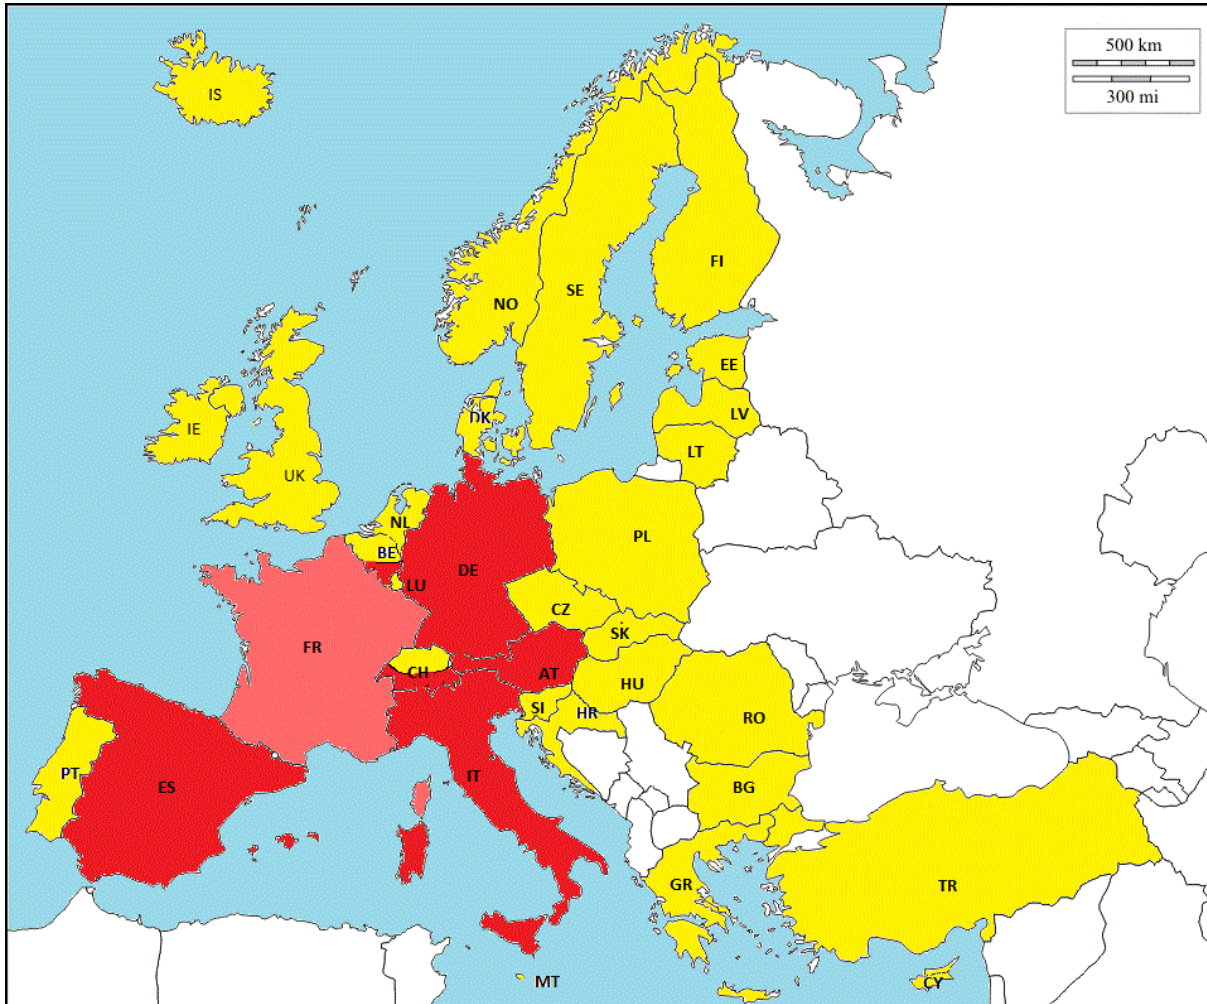 500 km
300 mi
IS
FI
SE
NO
EE
LV
DK
IE
LT
UK
NL
PL
BE
DE
LU
CZ
SK
FR
CH
AT
HU
SI
HR
RO
PT
IT
ES
BG
GR
TR
MT
CY